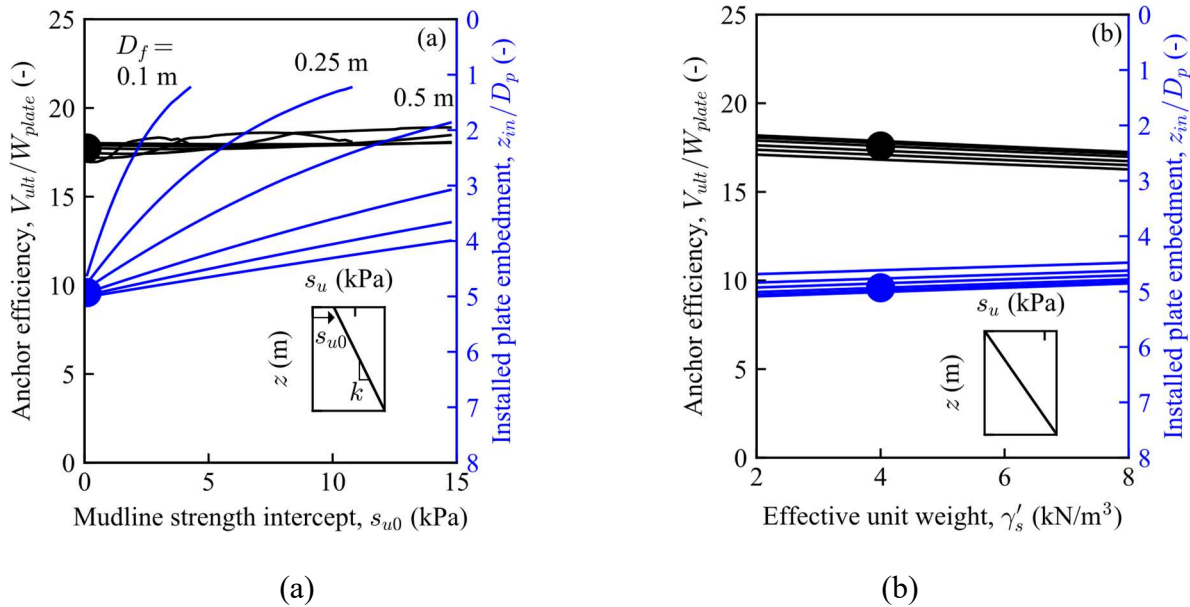 (a)
D_f =
0.1 m
0.25 m
0.5 m
Anchor efficiency, V_ult/W_plate (-)
25
20
15
10
5
0
0
1
2
3
4
5
6
7
8
Installed plate embedment, z_in/D_p (-)
s_u (kPa)
s_u0
k
z (m)
0 5 10 15
Mudline strength intercept, s_u0 (kPa)
(a)
(b)
Anchor efficiency, V_ult/W_plate (-)
25
20
15
10
5
0
0
1
2
3
4
5
6
7
8
Installed plate embedment, z_in/D_p (-)
s_u (kPa)
z (m)
2 4 6 8
Effective unit weight, γ′_s (kN/m³)
(b)